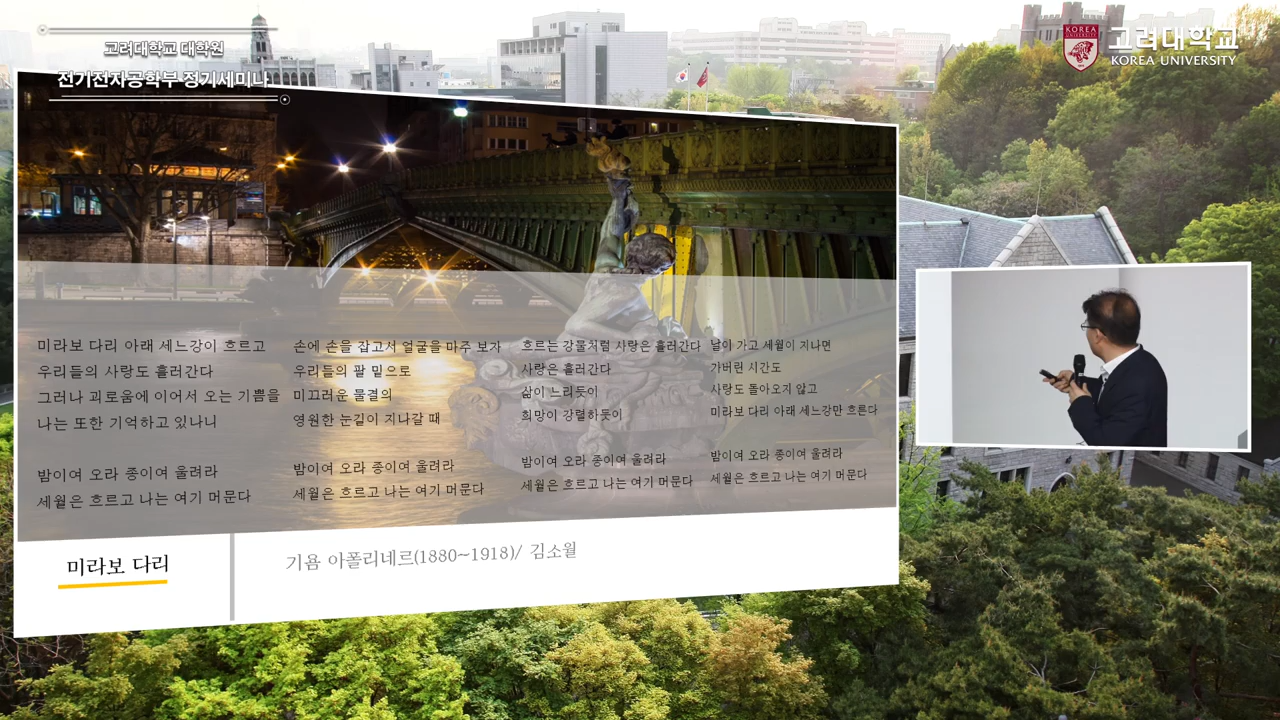 고려대학교 대학원
전기전자공학부 정기세미나
KOREA
UNIVERSITY
고려대학교
KOREA UNIVERSITY
미라보 다리 아래 세느강이 흐르고
우리들의 사랑도 흘러간다
그러나 괴로움에 이어서 오는 기쁨을
나는 또한 기억하고 있나니
밤이여 오라 종이여 울려라
세월은 흐르고 나는 여기 머문다
손에 손을 잡고서 얼굴을 마주 보자
우리들의 팔 밑으로
미끄러운 물결의
영원한 눈길이 지나갈 때
밤이여 오라 종이여 울려라
세월은 흐르고 나는 여기 머문다
흐르는 강물처럼 사랑은 흘러간다
사랑은 흘러간다
삶이 느리듯이
희망이 강렬하듯이
밤이여 오라 종이여 울려라
세월은 흐르고 나는 여기 머문다
날이 가고 세월이 지나면
가버린 시간도
사랑도 돌아오지 않고
미라보 다리 아래 세느강만 흐른다
밤이여 오라 종이여 울려라
세월은 흐르고 나는 여기 머문다
미라보 다리
기욤 아폴리네르(1880~1918)/ 김소월